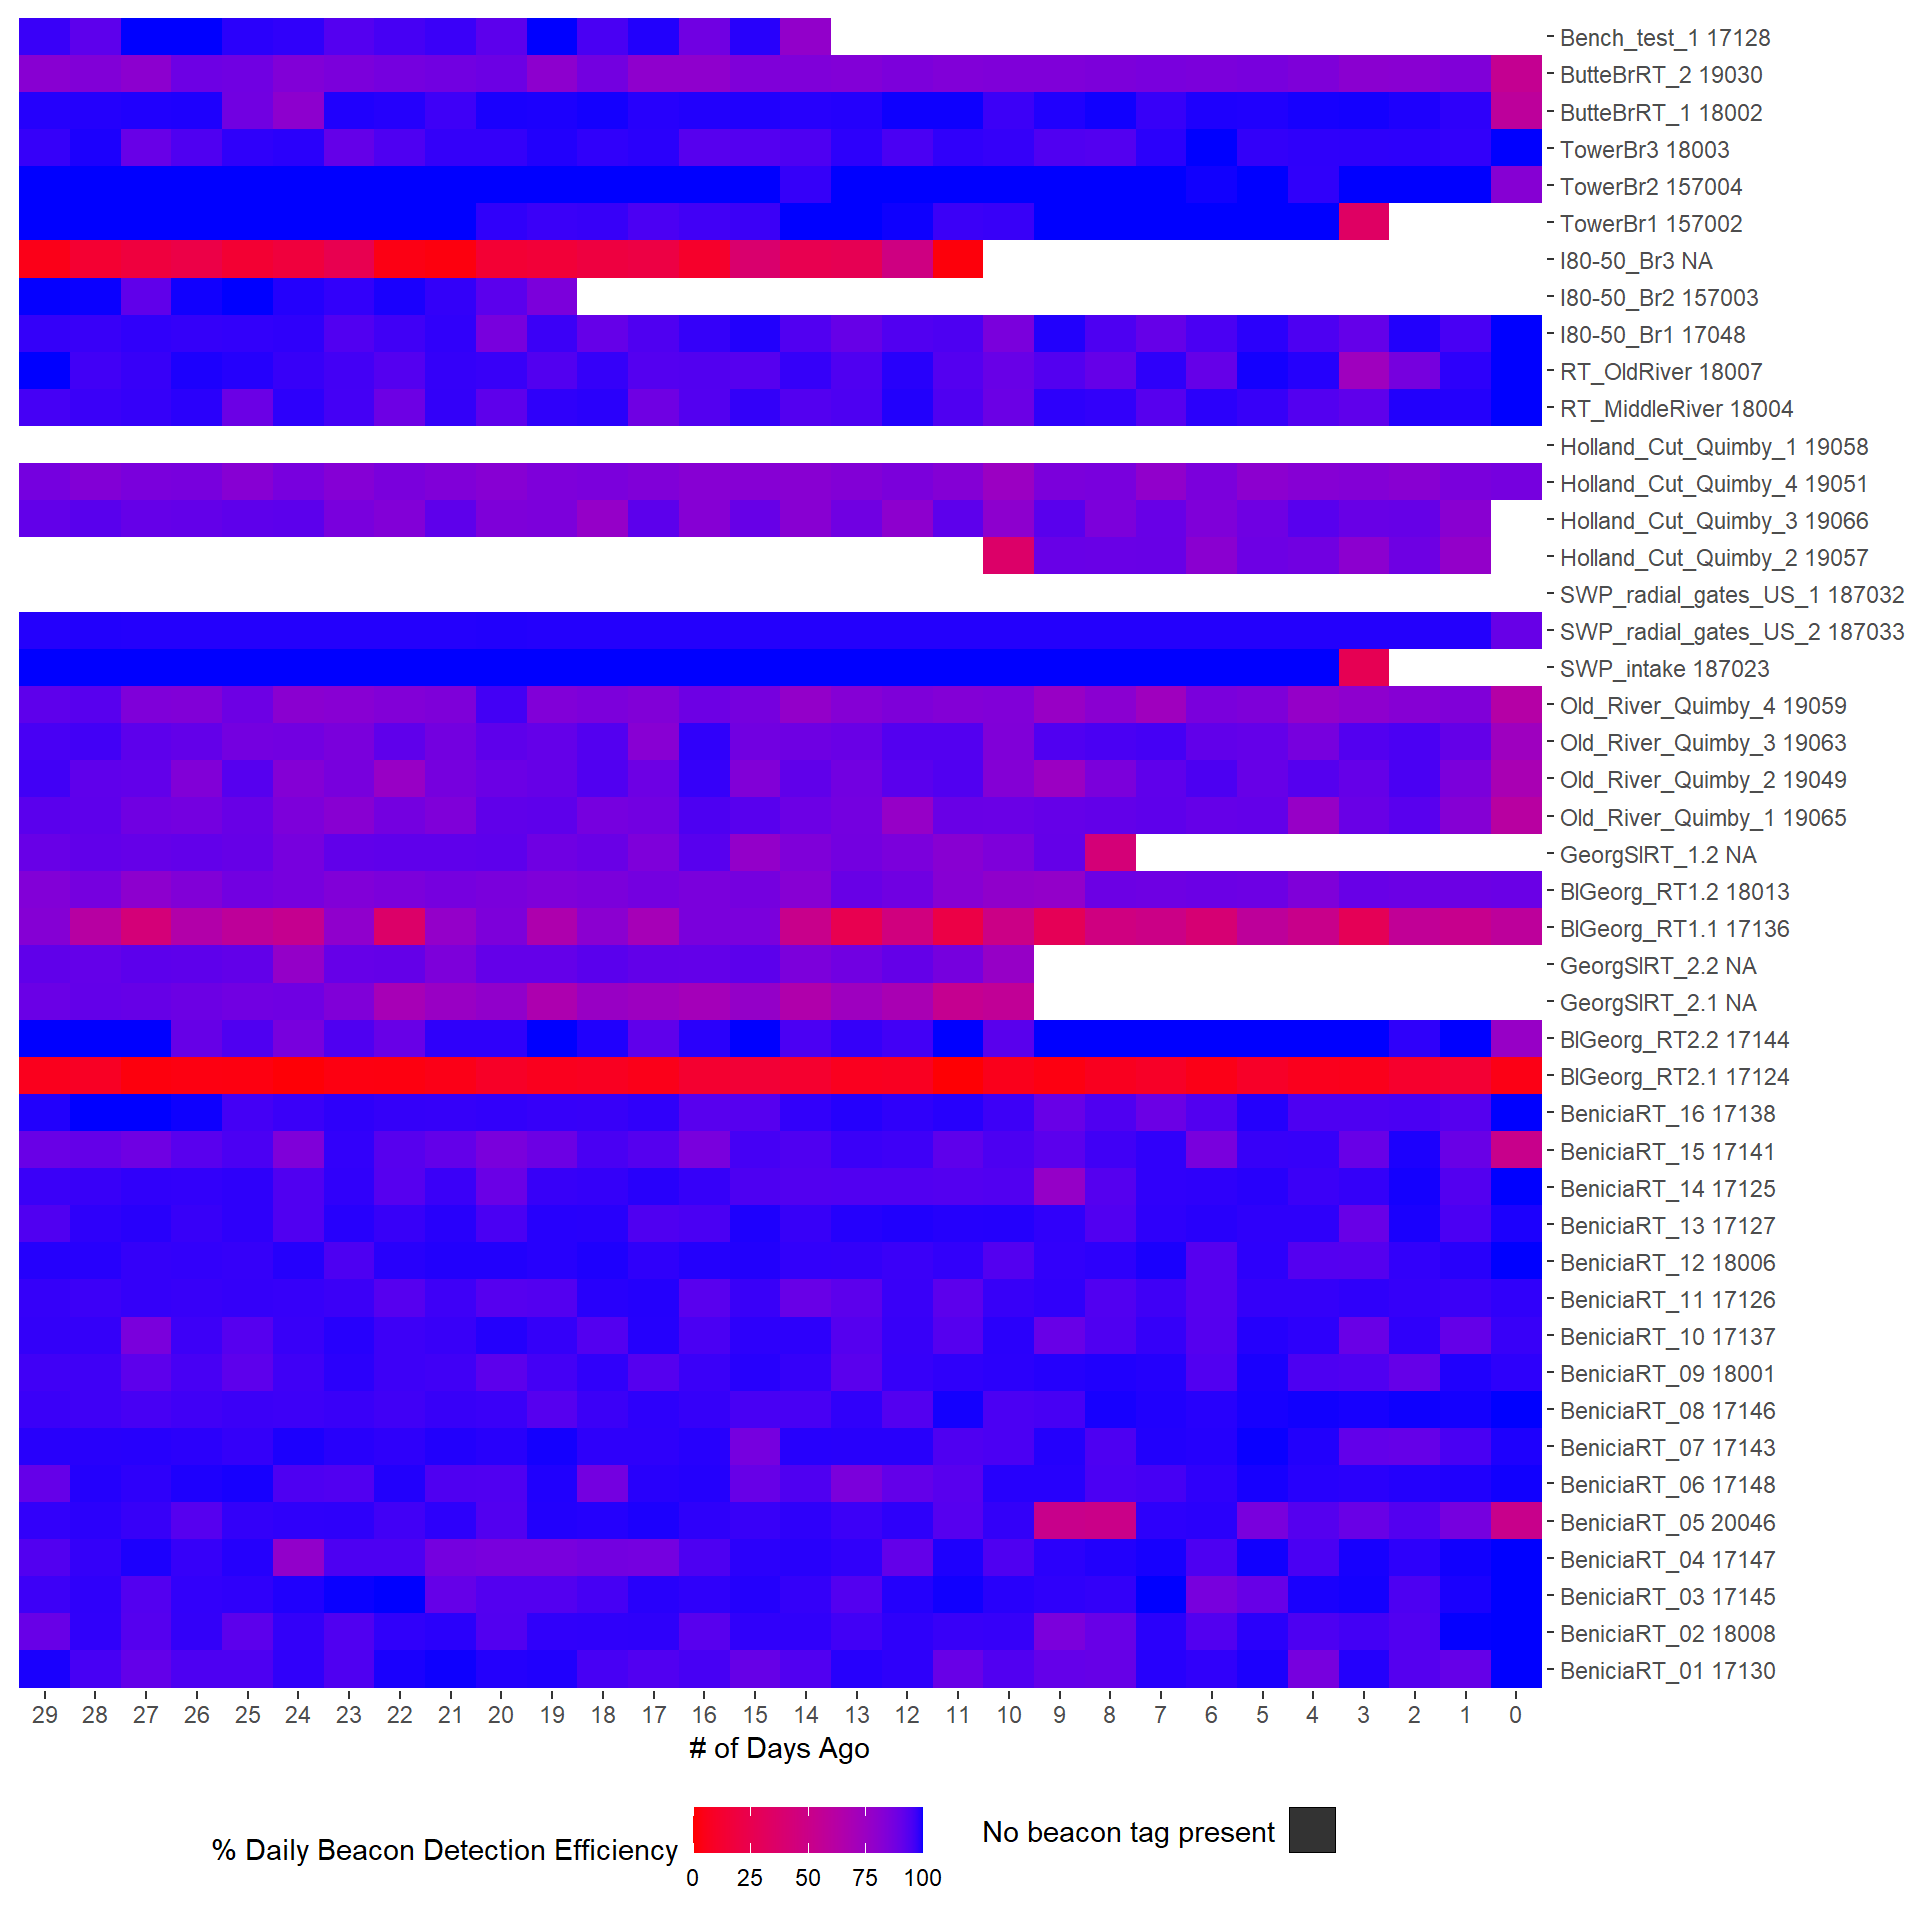 Bench_test_1 17128
ButteBrRT_2 19030
ButteBrRT_1 18002
TowerBr3 18003
TowerBr2 157004
TowerBr1 157002
I80-50_Br3 NA
I80-50_Br2 157003
I80-50_Br1 17048
RT_OldRiver 18007
RT_MiddleRiver 18004
Holland_Cut_Quimby_1 19058
Holland_Cut_Quimby_4 19051
Holland_Cut_Quimby_3 19066
Holland_Cut_Quimby_2 19057
SWP_radial_gates_US_1 187032
SWP_radial_gates_US_2 187033
SWP_intake 187023
Old_River_Quimby_4 19059
Old_River_Quimby_3 19063
Old_River_Quimby_2 19049
Old_River_Quimby_1 19065
GeorgSlRT_1.2 NA
BlGeorg_RT1.2 18013
BlGeorg_RT1.1 17136
GeorgSlRT_2.2 NA
GeorgSlRT_2.1 NA
BlGeorg_RT2.2 17144
BlGeorg_RT2.1 17124
BeniciaRT_16 17138
BeniciaRT_15 17141
BeniciaRT_14 17125
BeniciaRT_13 17127
BeniciaRT_12 18006
BeniciaRT_11 17126
BeniciaRT_10 17137
BeniciaRT_09 18001
BeniciaRT_08 17146
BeniciaRT_07 17143
BeniciaRT_06 17148
BeniciaRT_05 20046
BeniciaRT_04 17147
BeniciaRT_03 17145
BeniciaRT_02 18008
BeniciaRT_01 17130
29 28 27 26 25 24 23 22 21 20 19 18 17 16 15 14 13 12 11 10 9 8 7 6 5 4 3 2 1 0
# of Days Ago
% Daily Beacon Detection Efficiency
0 25 50 75 100
No beacon tag present